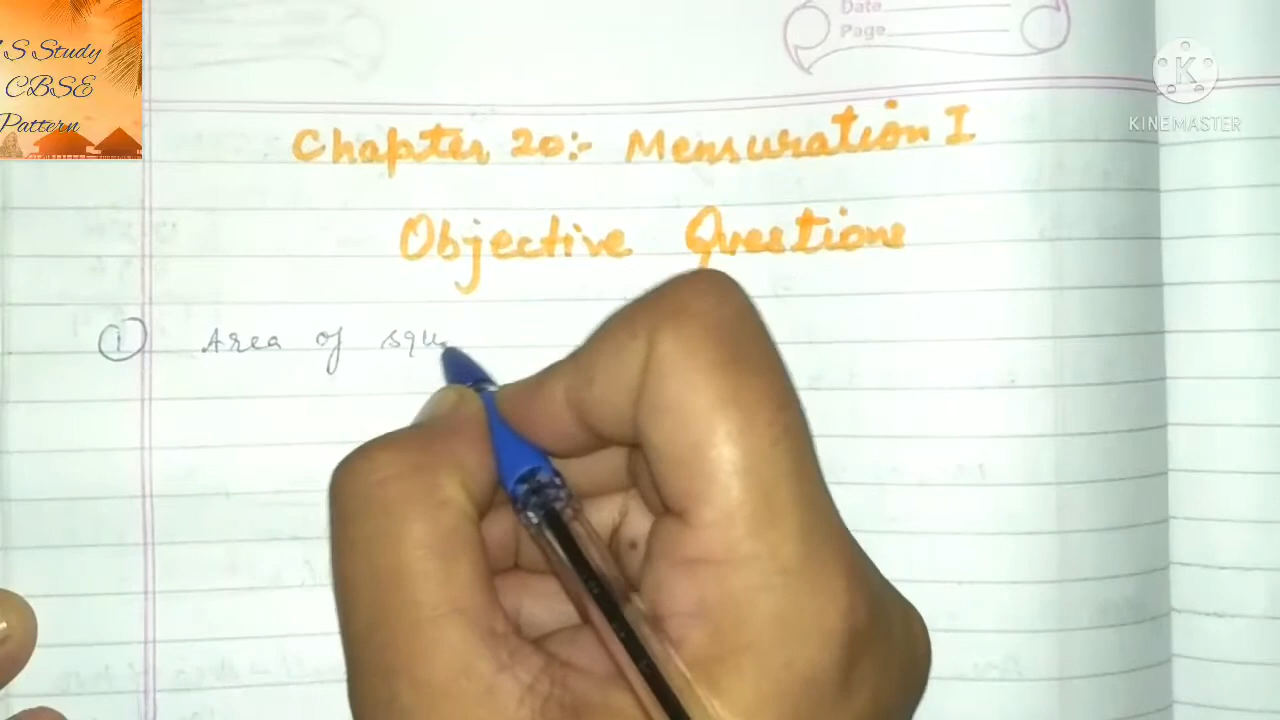 Date
Page
S Study
CBSE
Pattern
KINEMASTER
Chapter 20:- Mensuration I
Objective Questions
① Area of squ